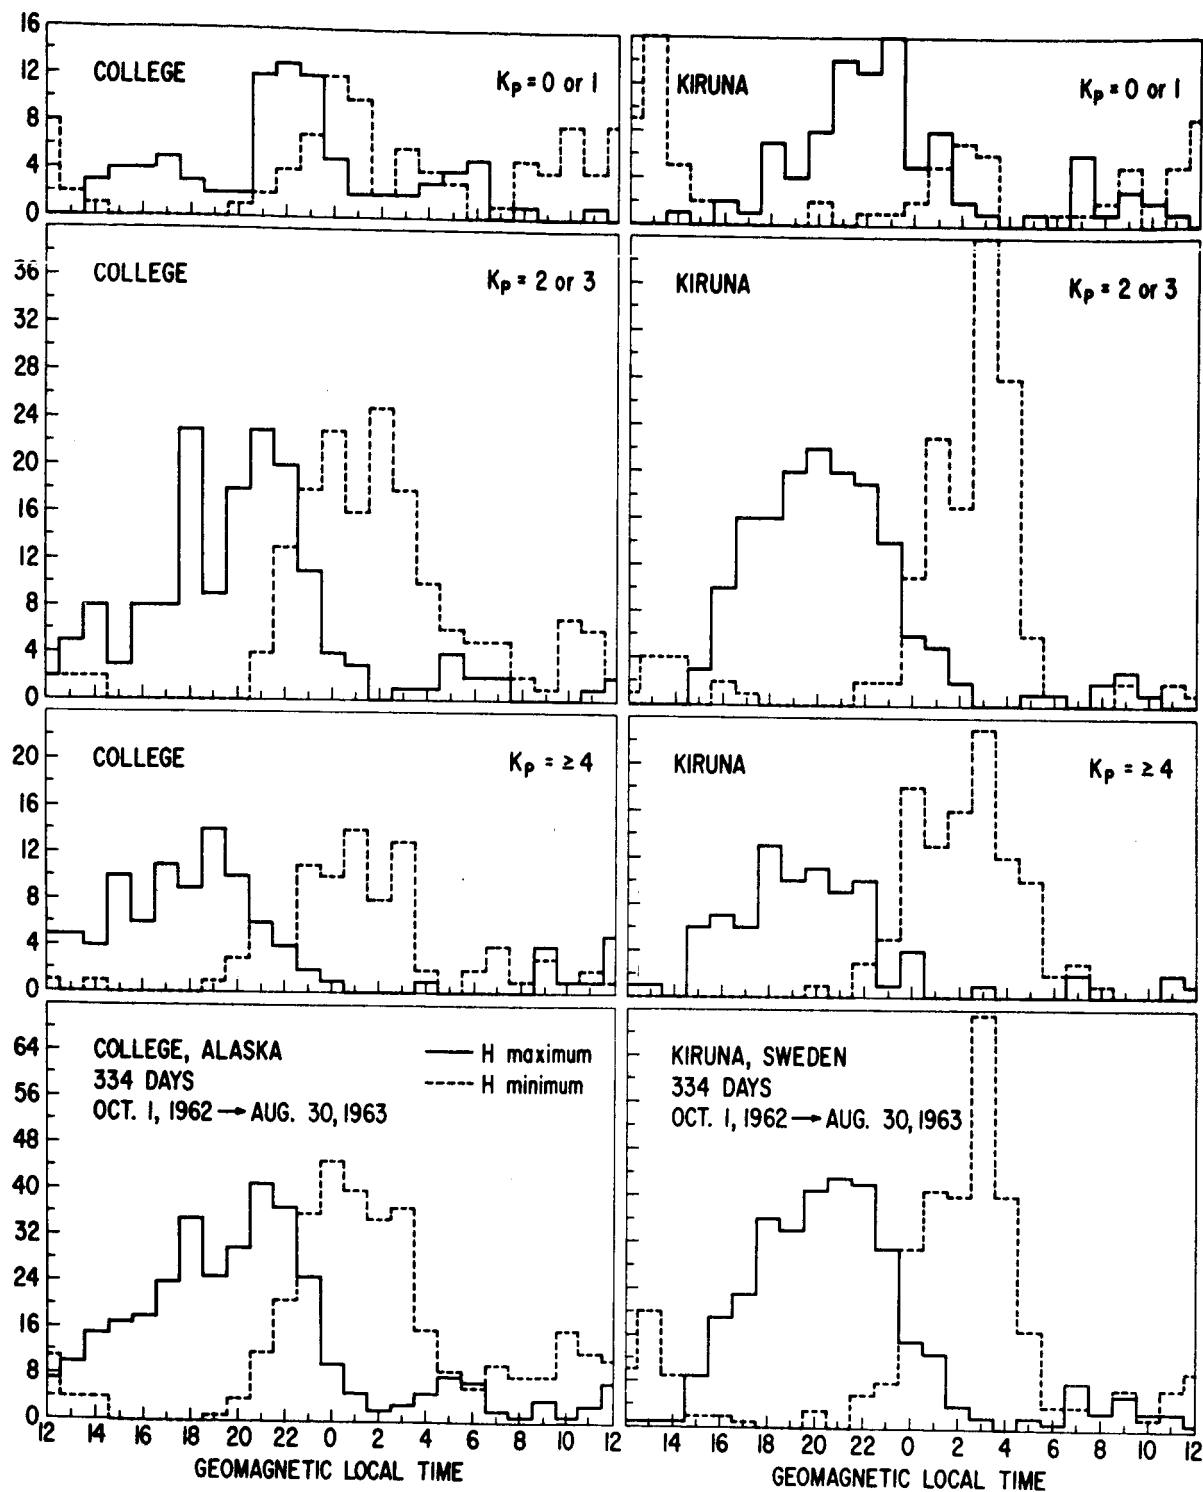 16
12
8
4
0
COLLEGE
Kp = 0 or 1
KIRUNA
Kp = 0 or 1
36
32
28
24
20
16
12
8
4
0
COLLEGE
Kp = 2 or 3
KIRUNA
Kp = 2 or 3
20
16
12
8
4
0
COLLEGE
Kp = ≥ 4
KIRUNA
Kp = ≥ 4
64
56
48
40
32
24
16
8
0
COLLEGE, ALASKA
334 DAYS
OCT. 1, 1962 → AUG. 30, 1963
H maximum
H minimum
KIRUNA, SWEDEN
334 DAYS
OCT. 1, 1962 → AUG. 30, 1963
12 14 16 18 20 22 0 2 4 6 8 10 12
GEOMAGNETIC LOCAL TIME
14 16 18 20 22 0 2 4 6 8 10 12
GEOMAGNETIC LOCAL TIME